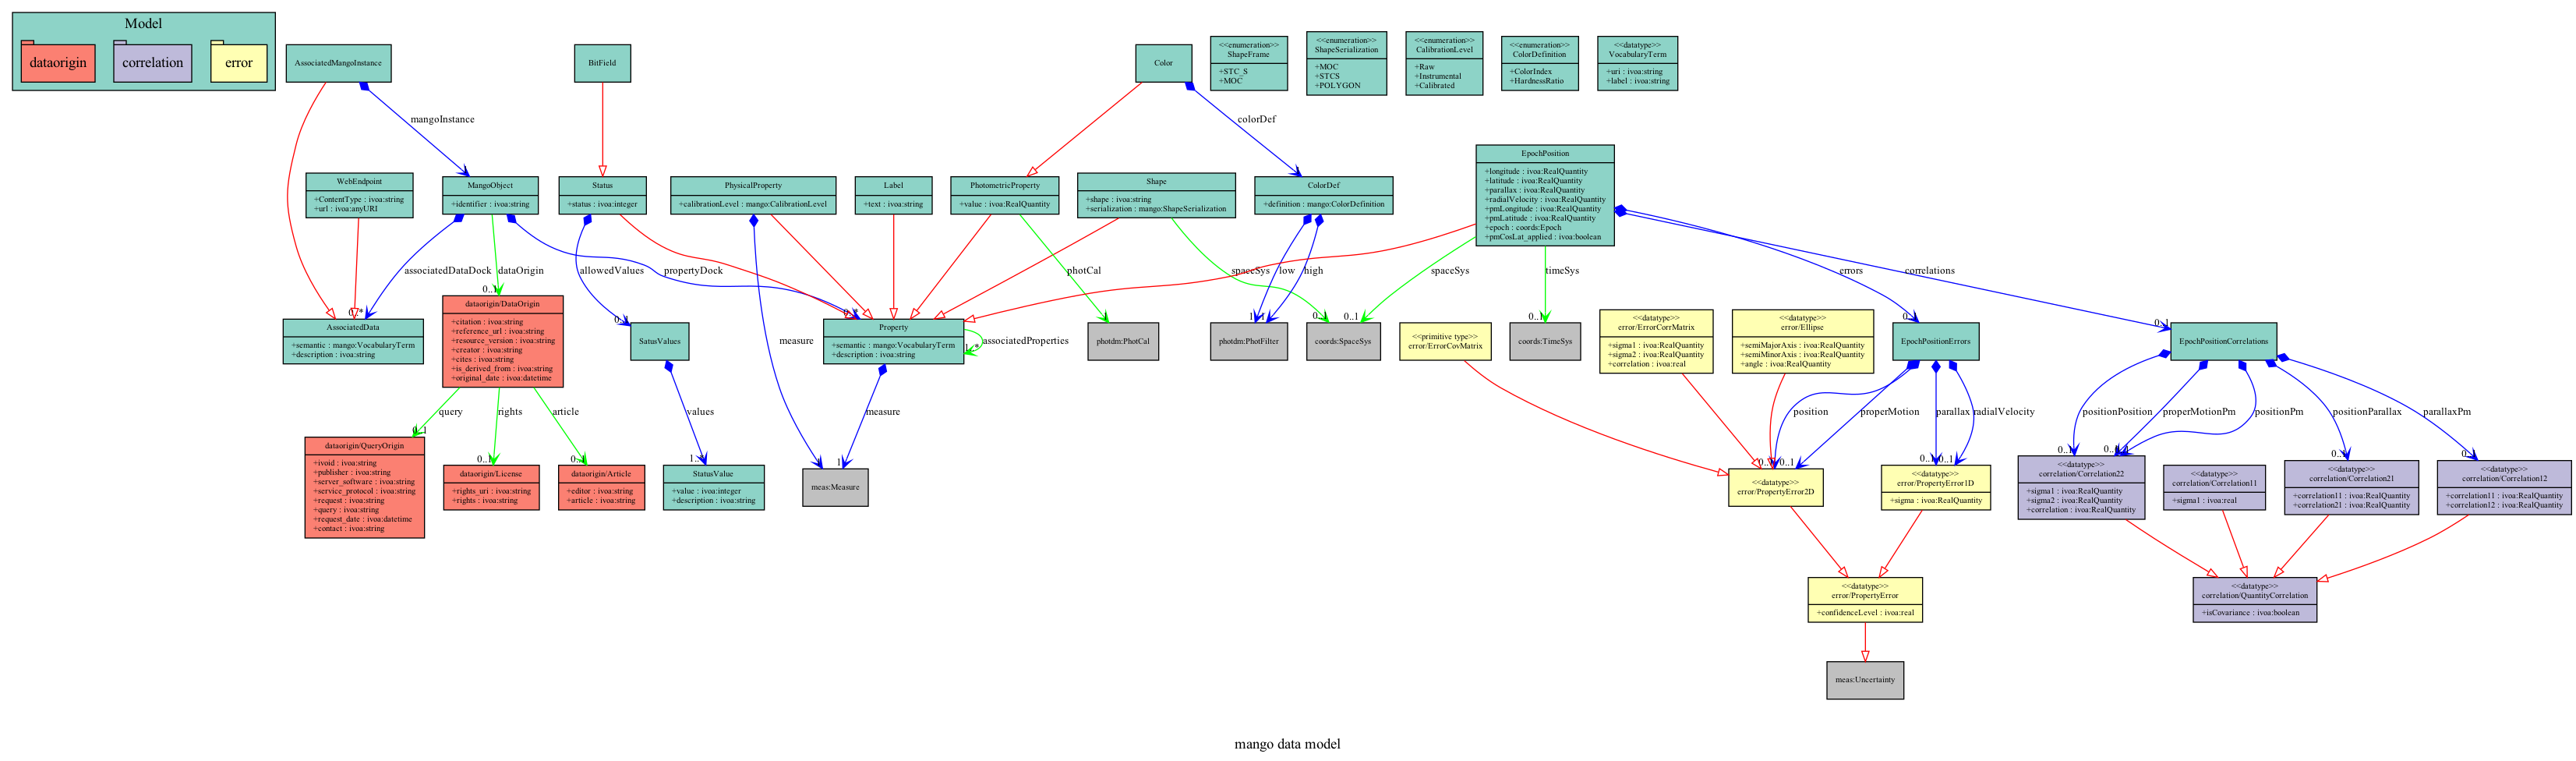 Model
dataorigin
correlation
error
AssociatedMangoInstance
BitField
Color
<<enumeration>>
ShapeFrame
+STC_S
+MOC
<<enumeration>>
ShapeSerialization
+MOC
+STCS
+POLYGON
<<enumeration>>
CalibrationLevel
+Raw
+Instrumental
+Calibrated
<<enumeration>>
ColorDefinition
+ColorIndex
+HardnessRatio
<<datatype>>
VocabularyTerm
+uri : ivoa:string
+label : ivoa:string
mangoInstance
colorDef
WebEndpoint
+ContentType : ivoa:string
+url : ivoa:anyURI
MangoObject
+identifier : ivoa:string
Status
+status : ivoa:integer
PhysicalProperty
+calibrationLevel : mango:CalibrationLevel
Label
+text : ivoa:string
PhotometricProperty
+value : ivoa:RealQuantity
Shape
+shape : ivoa:string
+serialization : mango:ShapeSerialization
ColorDef
+definition : mango:ColorDefinition
EpochPosition
+longitude : ivoa:RealQuantity
+latitude : ivoa:RealQuantity
+parallax : ivoa:RealQuantity
+radialVelocity : ivoa:RealQuantity
+pmLongitude : ivoa:RealQuantity
+pmLatitude : ivoa:RealQuantity
+epoch : coords:Epoch
+pmCosLat_applied : ivoa:boolean
associatedDataDock
dataOrigin
allowedValues
propertyDock
photCal
spaceSys
low
high
spaceSys
timeSys
errors
correlations
0..*
0..1
0..*
1
1
1
0..1
0..1
0..1
0..1
AssociatedData
+semantic : mango:VocabularyTerm
+description : ivoa:string
dataorigin/DataOrigin
+citation : ivoa:string
+reference_url : ivoa:string
+resource_version : ivoa:string
+creator : ivoa:string
+cites : ivoa:string
+is_derived_from : ivoa:string
+original_date : ivoa:datetime
SatusValues
measure
Property
+semantic : mango:VocabularyTerm
+description : ivoa:string
associatedProperties
1..*
photdm:PhotCal
photdm:PhotFilter
coords:SpaceSys
<<primitive type>>
error/ErrorCovMatrix
coords:TimeSys
<<datatype>>
error/ErrorCorrMatrix
+sigma1 : ivoa:RealQuantity
+sigma2 : ivoa:RealQuantity
+correlation : ivoa:real
<<datatype>>
error/Ellipse
+semiMajorAxis : ivoa:RealQuantity
+semiMinorAxis : ivoa:RealQuantity
+angle : ivoa:RealQuantity
EpochPositionErrors
EpochPositionCorrelations
query
rights
article
values
measure
position
properMotion
parallax
radialVelocity
positionPosition
properMotionPm
positionPm
positionParallax
parallaxPm
0..1
0..1
0..1
1
0..1
0..1
0..1
0..1
0..1
dataorigin/QueryOrigin
+ivoid : ivoa:string
+publisher : ivoa:string
+server_software : ivoa:string
+service_protocol : ivoa:string
+request : ivoa:string
+query : ivoa:string
+request_date : ivoa:datetime
+contact : ivoa:string
dataorigin/License
+rights_uri : ivoa:string
+rights : ivoa:string
dataorigin/Article
+editor : ivoa:string
+article : ivoa:string
StatusValue
+value : ivoa:integer
+description : ivoa:string
meas:Measure
<<datatype>>
error/PropertyError2D
<<datatype>>
error/PropertyError1D
+sigma : ivoa:RealQuantity
<<datatype>>
correlation/Correlation22
+sigma1 : ivoa:RealQuantity
+sigma2 : ivoa:RealQuantity
+correlation : ivoa:RealQuantity
<<datatype>>
correlation/Correlation11
+sigma1 : ivoa:real
<<datatype>>
correlation/Correlation21
+correlation11 : ivoa:RealQuantity
+correlation21 : ivoa:RealQuantity
<<datatype>>
correlation/Correlation12
+correlation11 : ivoa:RealQuantity
+correlation12 : ivoa:RealQuantity
<<datatype>>
error/PropertyError
+confidenceLevel : ivoa:real
<<datatype>>
correlation/QuantityCorrelation
+isCovariance : ivoa:boolean
meas:Uncertainty
mango data model